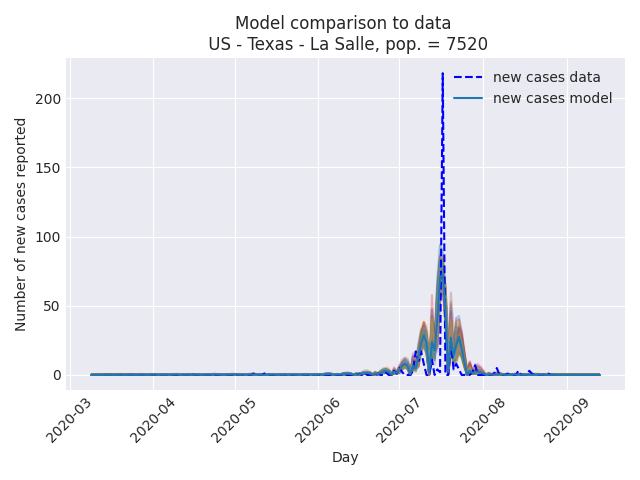 Model comparison to data
US - Texas - La Salle, pop. = 7520
new cases data
new cases model
Number of new cases reported
200
150
100
50
0
2020-03
2020-04
2020-05
2020-06
2020-07
2020-08
2020-09
Day